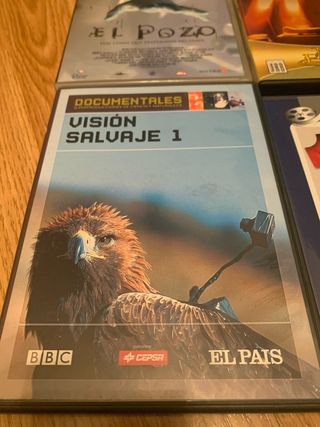 EL POZO
DOCUMENTALES
VISIÓN
SALVAJE 1
BBC
CEPSA
EL PAIS